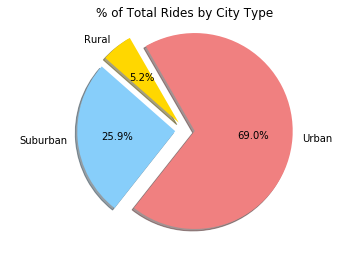 % of Total Rides by City Type
Rural
5.2%
Suburban
25.9%
69.0%
Urban